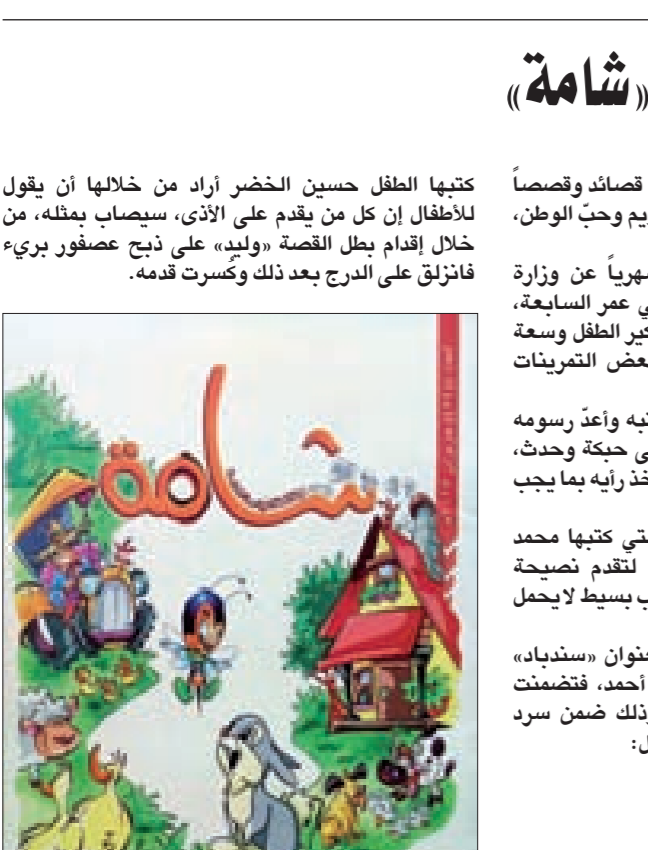 «شامة»
قصائد وقصصاً
يم وحبّ الوطن،
هرياً عن وزارة
ي عمر السابعة،
كير الطفل وسعة
عض التمرينات
تبه وأعدّ رسومه
ى حبكة وحدث،
خذ رأيه بما يجب
تي كتبها محمد
لتقدم نصيحة
ب بسيط لا يحمل
عنوان «سندباد»
أحمد، فتضمنت
ذلك ضمن سرد
ل:
كتبها الطفل حسين الخضر أراد من خلالها أن يقول
للأطفال إن كل من يقدم على الأذى، سيصاب بمثله، من
خلال إقدام بطل القصة «وليد» على ذبح عصفور بريء
فانزلق على الدرج بعد ذلك وكُسرت قدمه.
شامة